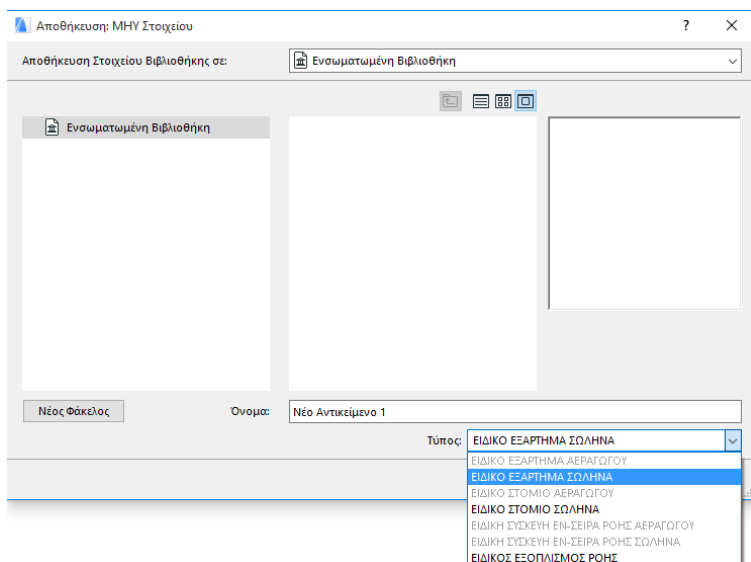 Αποθήκευση: ΜΗΥ Στοιχείου ?
Αποθήκευση Στοιχείου Βιβλιοθήκης σε: Ενσωματωμένη Βιβλιοθήκη
Ενσωματωμένη Βιβλιοθήκη
Νέος Φάκελος Όνομα: Νέο Αντικείμενο 1
Τύπος: ΕΙΔΙΚΟ ΕΞΑΡΤΗΜΑ ΣΩΛΗΝΑ
ΕΙΔΙΚΟ ΕΞΑΡΤΗΜΑ ΑΕΡΑΓΩΓΟΥ
ΕΙΔΙΚΟ ΕΞΑΡΤΗΜΑ ΣΩΛΗΝΑ
ΕΙΔΙΚΟ ΣΤΟΜΙΟ ΑΕΡΑΓΩΓΟΥ
ΕΙΔΙΚΟ ΣΤΟΜΙΟ ΣΩΛΗΝΑ
ΕΙΔΙΚΗ ΣΥΣΚΕΥΗ ΕΝ-ΣΕΙΡΑ ΡΟΗΣ ΑΕΡΑΓΩΓΟΥ
ΕΙΔΙΚΗ ΣΥΣΚΕΥΗ ΕΝ-ΣΕΙΡΑ ΡΟΗΣ ΣΩΛΗΝΑ
ΕΙΔΙΚΟΣ ΕΞΟΠΛΙΣΜΟΣ ΡΟΗΣ